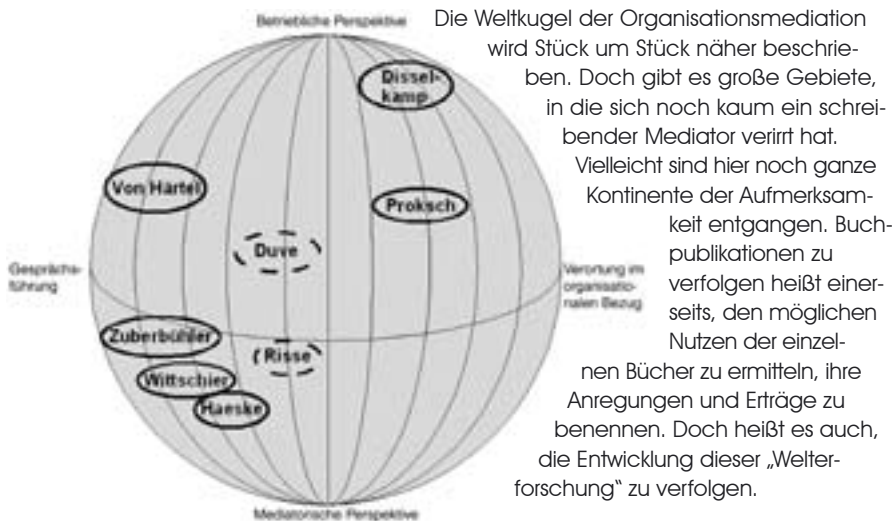 Betriebliche Perspektive
Dissel-
kamp
Von Härtel
Proksch
Duve
Gesprächs-
führung
Verortung im
organisatio-
nalen Bezug
Zuberbühler
Risse
Wittschier
Haeske
Mediatorische Perspektive
Die Weltkugel der Organisationsmediation
wird Stück um Stück näher beschrie-
ben. Doch gibt es große Gebiete,
in die sich noch kaum ein schrei-
bender Mediator verirrt hat.
Vielleicht sind hier noch ganze
Kontinente der Aufmerksam-
keit entgangen. Buch-
publikationen zu
verfolgen heißt einer-
seits, den möglichen
Nutzen der einzel-
nen Bücher zu ermitteln, ihre
Anregungen und Erträge zu
benennen. Doch heißt es auch,
die Entwicklung dieser „Welter-
forschung“ zu verfolgen.